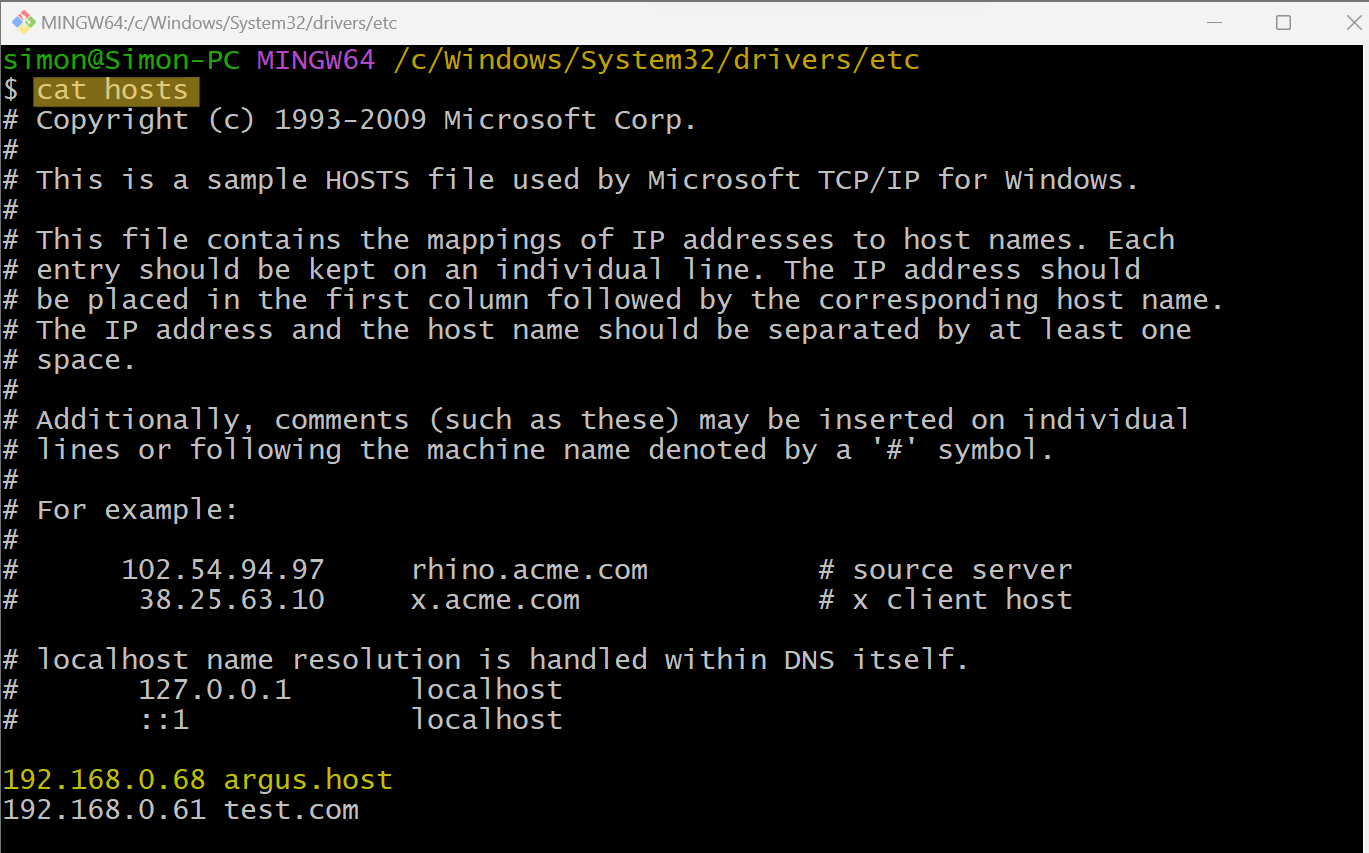 MINGW64:/c/Windows/System32/drivers/etc
simon@Simon-PC MINGW64 /c/Windows/System32/drivers/etc
$ cat hosts
# Copyright (c) 1993-2009 Microsoft Corp.
#
# This is a sample HOSTS file used by Microsoft TCP/IP for Windows.
#
# This file contains the mappings of IP addresses to host names. Each
# entry should be kept on an individual line. The IP address should
# be placed in the first column followed by the corresponding host name.
# The IP address and the host name should be separated by at least one
# space.
#
# Additionally, comments (such as these) may be inserted on individual
# lines or following the machine name denoted by a '#' symbol.
#
# For example:
#
#      102.54.94.97     rhino.acme.com          # source server
#       38.25.63.10     x.acme.com              # x client host

# localhost name resolution is handled within DNS itself.
#       127.0.0.1       localhost
#       ::1             localhost

192.168.0.68 argus.host
192.168.0.61 test.com